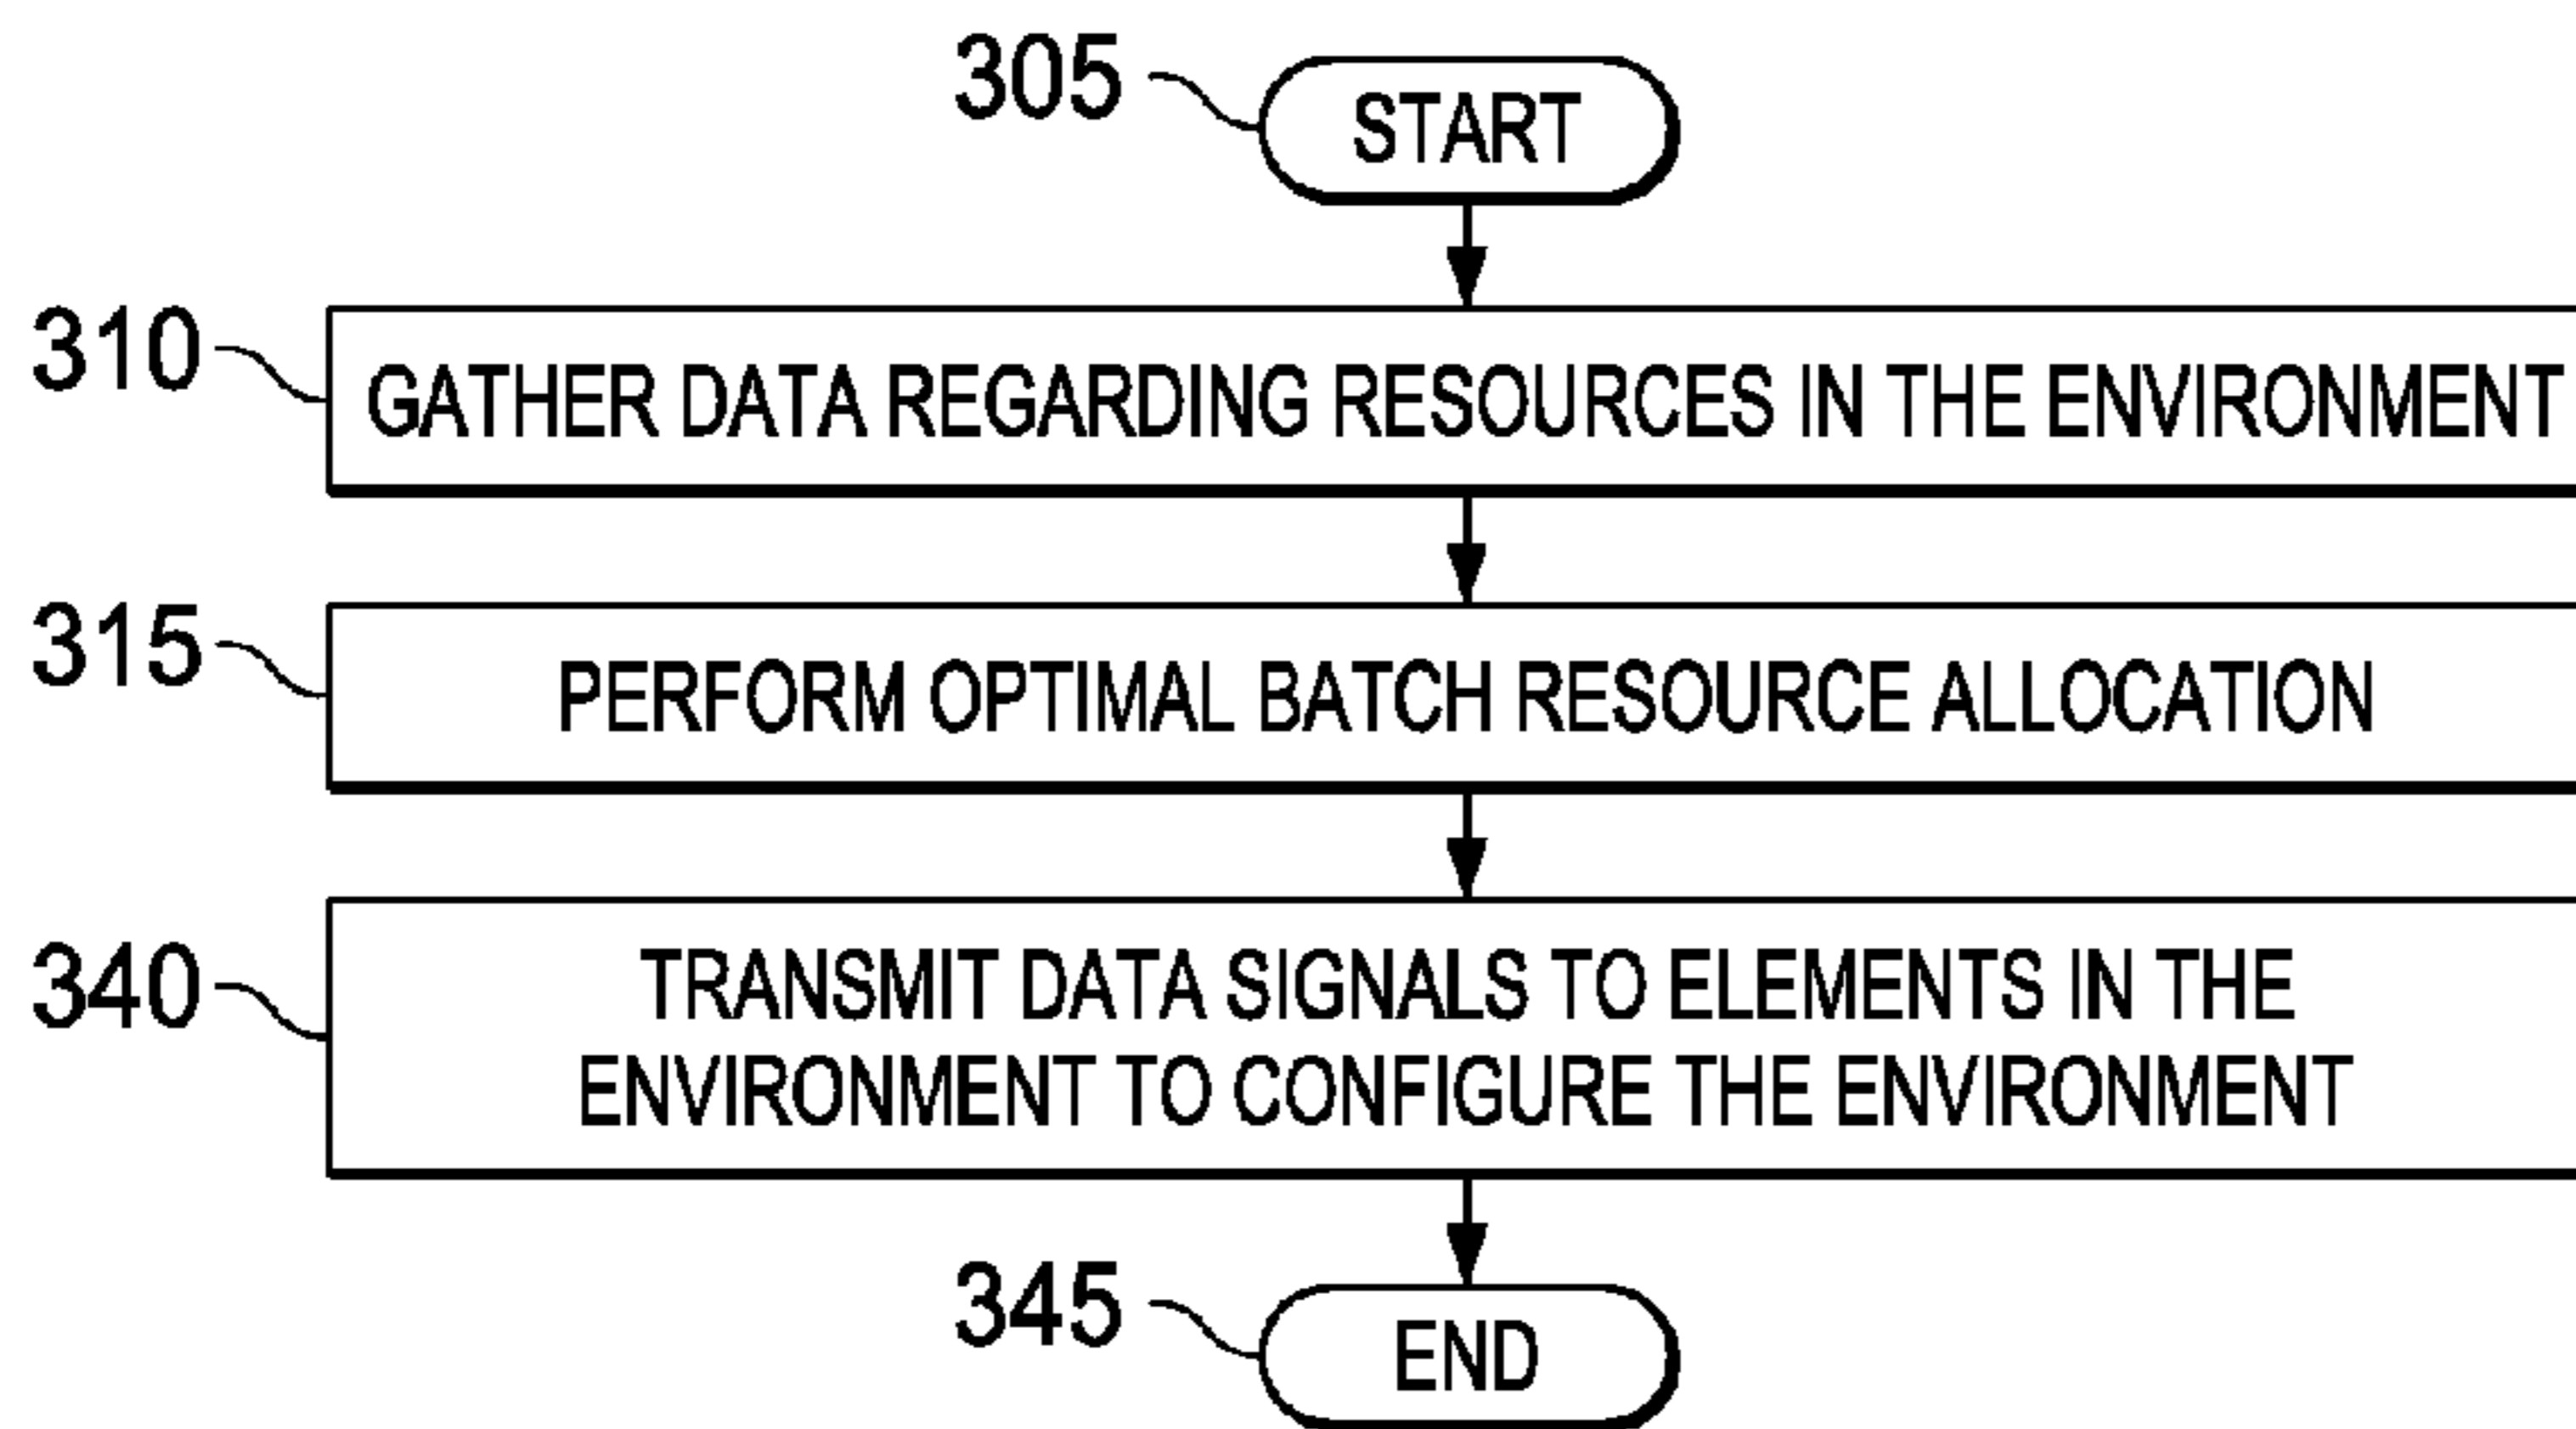 305
START
310
GATHER DATA REGARDING RESOURCES IN THE ENVIRONMENT
315
PERFORM OPTIMAL BATCH RESOURCE ALLOCATION
340
TRANSMIT DATA SIGNALS TO ELEMENTS IN THE
ENVIRONMENT TO CONFIGURE THE ENVIRONMENT
345
END